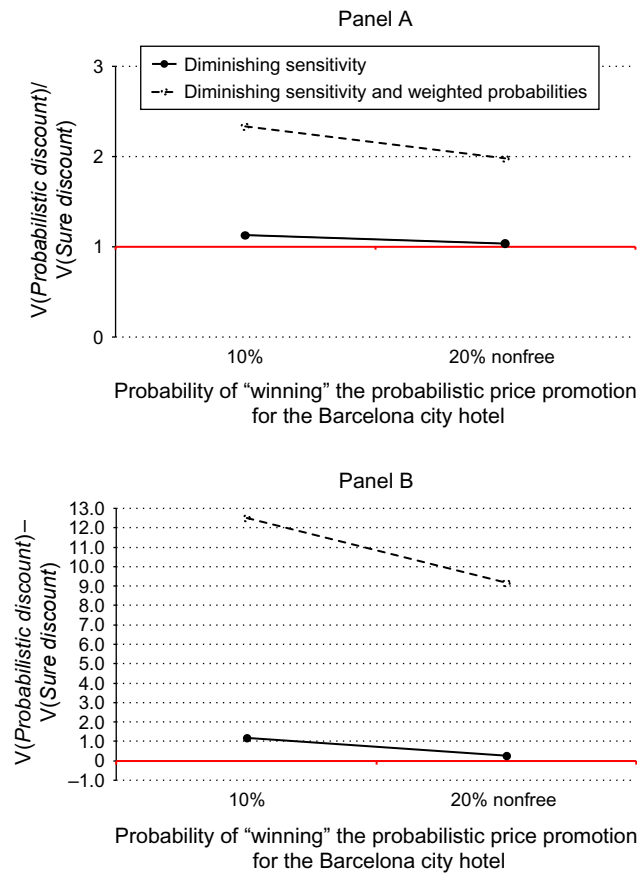 Panel A
V(Probabilistic discount)/
V(Sure discount)
3
2
1
0
Diminishing sensitivity
Diminishing sensitivity and weighted probabilities
10%
20% nonfree
Probability of “winning” the probabilistic price promotion
for the Barcelona city hotel
Panel B
V(Probabilistic discount)–
V(Sure discount)
13.0
12.0
11.0
10.0
9.0
8.0
7.0
6.0
5.0
4.0
3.0
2.0
1.0
0
–1.0
10%
20% nonfree
Probability of “winning” the probabilistic price promotion
for the Barcelona city hotel